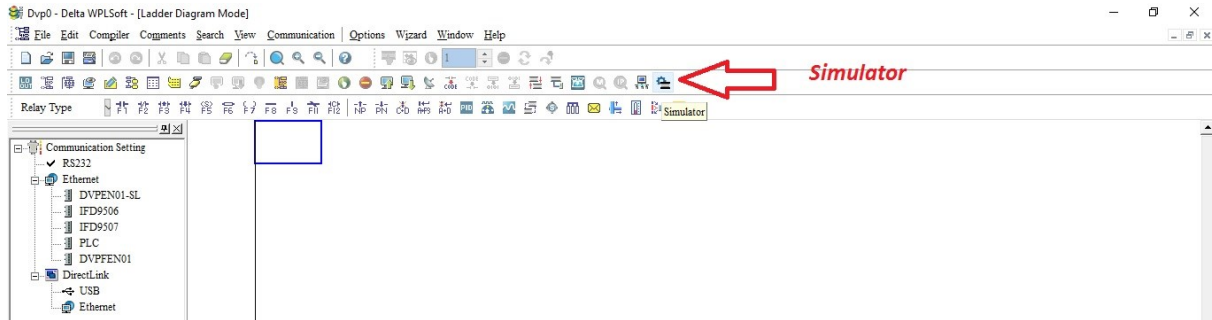 Dvp0 - Delta WPLSoft - [Ladder Diagram Mode]
File Edit Compiler Comments Search View Communication Options Wizard Window Help
1
Simulator
Relay Type
Simulator
Communication Setting
RS232
Ethernet
DVPEN01-SL
IFD9506
IFD9507
PLC
DVPFEN01
DirectLink
USB
Ethernet